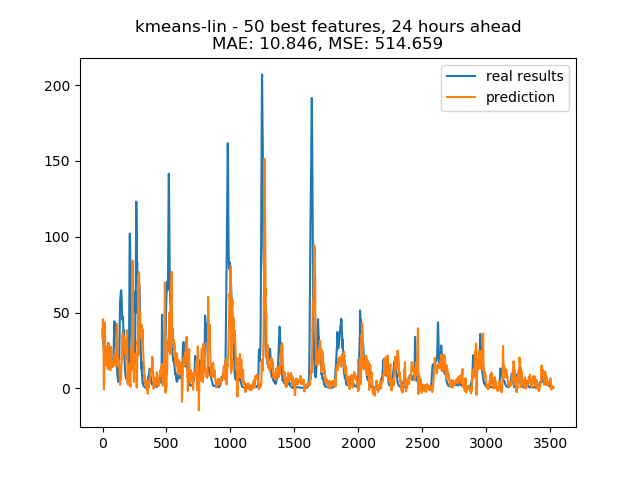 kmeans-lin - 50 best features, 24 hours ahead
MAE: 10.846, MSE: 514.659
real results
prediction
200
150
100
50
0
0 500 1000 1500 2000 2500 3000 3500